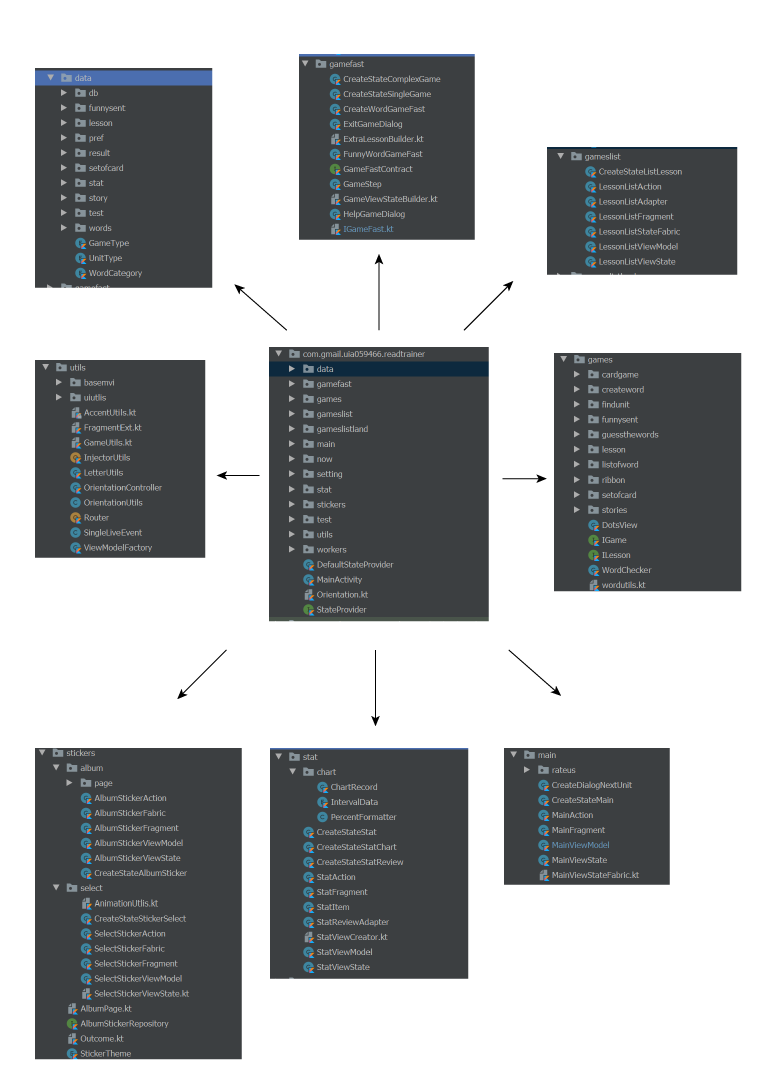 data
db
funnysent
lesson
pref
result
setofcard
stat
story
test
words
GameType
UnitType
WordCategory
gamefast
CreateStateComplexGame
CreateStateSingleGame
CreateWordGameFast
ExitGameDialog
ExtraLessonBuilder.kt
FunnyWordGameFast
GameFastContract
GameStep
GameViewStateBuilder.kt
HelpGameDialog
IGameFast.kt
gameslist
CreateStateListLesson
LessonListAction
LessonListAdapter
LessonListFragment
LessonListStateFabric
LessonListViewModel
LessonListViewState
utils
basemvi
uiutlis
AccentUtils.kt
FragmentExt.kt
GameUtils.kt
InjectorUtils
LetterUtils
OrientationController
OrientationUtils
Router
SingleLiveEvent
ViewModelFactory
com.gmail.uia059466.readtrainer
data
gamefast
games
gameslist
gameslistland
main
now
setting
stat
stickers
test
utils
workers
DefaultStateProvider
MainActivity
Orientation.kt
StateProvider
games
cardgame
createword
findunit
funnysent
guessthewords
lesson
listofword
ribbon
setofcard
stories
DotsView
IGame
ILesson
WordChecker
wordutils.kt
stickers
album
page
AlbumStickerAction
AlbumStickerFabric
AlbumStickerFragment
AlbumStickerViewModel
AlbumStickerViewState
CreateStateAlbumSticker
select
AnimationUtlis.kt
CreateStateStickerSelect
SelectStickerAction
SelectStickerFabric
SelectStickerFragment
SelectStickerViewModel
SelectStickerViewState.kt
AlbumPage.kt
AlbumStickerRepository
Outcome.kt
StickerTheme
stat
chart
ChartRecord
IntervalData
PercentFormatter
CreateStateStat
CreateStateStatChart
CreateStateStatReview
StatAction
StatFragment
StatItem
StatReviewAdapter
StatViewCreator.kt
StatViewModel
StatViewState
main
rateus
CreateDialogNextUnit
CreateStateMain
MainAction
MainFragment
MainViewModel
MainViewState
MainViewStateFabric.kt